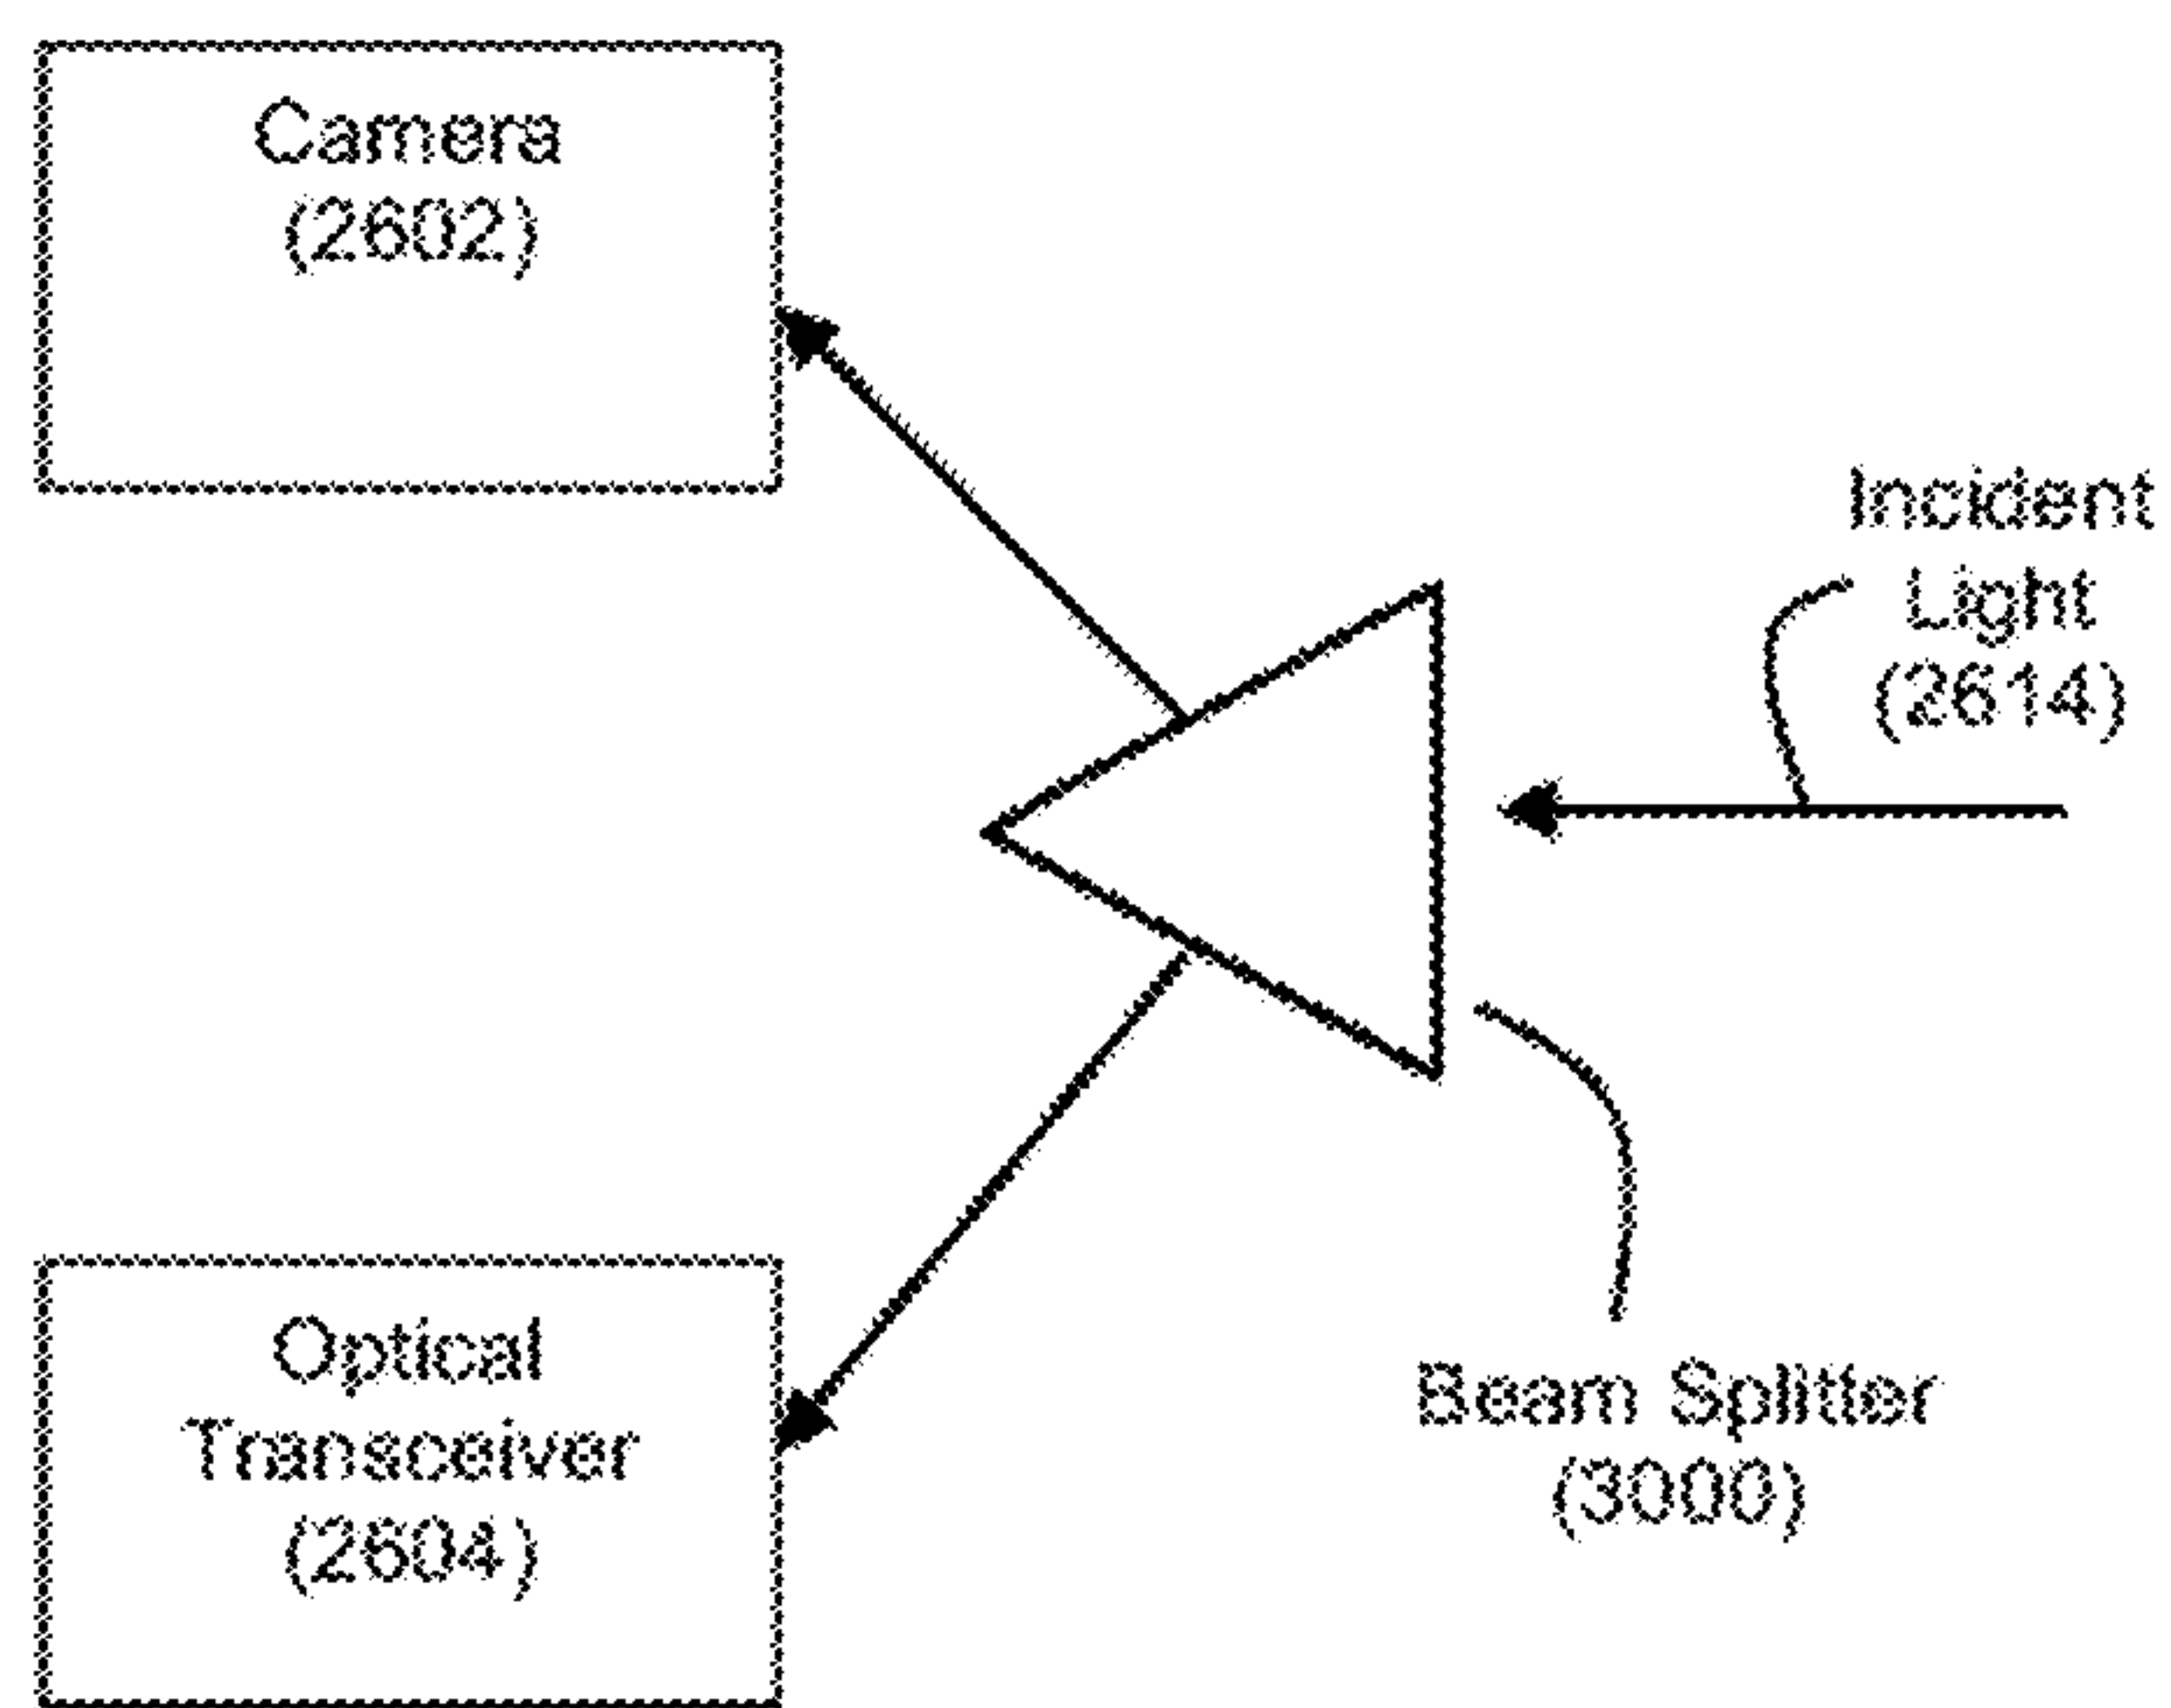 Camera
(2602)
Incident
Light
(2614)
Optical
Transceiver
(2604)
Beam Splitter
(3000)